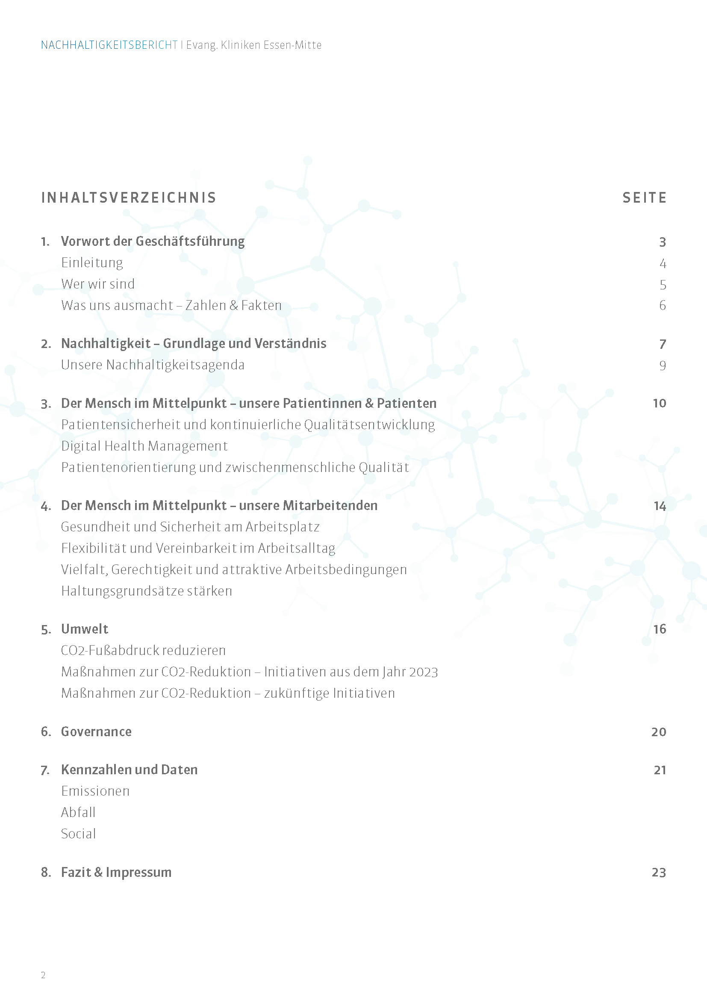 NACHHALTIGKEITSBERICHT I Evang. Kliniken Essen-Mitte
INHALTSVERZEICHNIS SEITE
1. Vorwort der Geschäftsführung 3
Einleitung 4
Wer wir sind 5
Was uns ausmacht – Zahlen & Fakten 6
2. Nachhaltigkeit – Grundlage und Verständnis 7
Unsere Nachhaltigkeitsagenda 9
3. Der Mensch im Mittelpunkt – unsere Patientinnen & Patienten 10
Patientensicherheit und kontinuierliche Qualitätsentwicklung
Digital Health Management
Patientenorientierung und zwischenmenschliche Qualität
4. Der Mensch im Mittelpunkt – unsere Mitarbeitenden 14
Gesundheit und Sicherheit am Arbeitsplatz
Flexibilität und Vereinbarkeit im Arbeitsalltag
Vielfalt, Gerechtigkeit und attraktive Arbeitsbedingungen
Haltungsgrundsätze stärken
5. Umwelt 16
CO2-Fußabdruck reduzieren
Maßnahmen zur CO2-Reduktion – Initiativen aus dem Jahr 2023
Maßnahmen zur CO2-Reduktion – zukünftige Initiativen
6. Governance 20
7. Kennzahlen und Daten 21
Emissionen
Abfall
Social
8. Fazit & Impressum 23
2